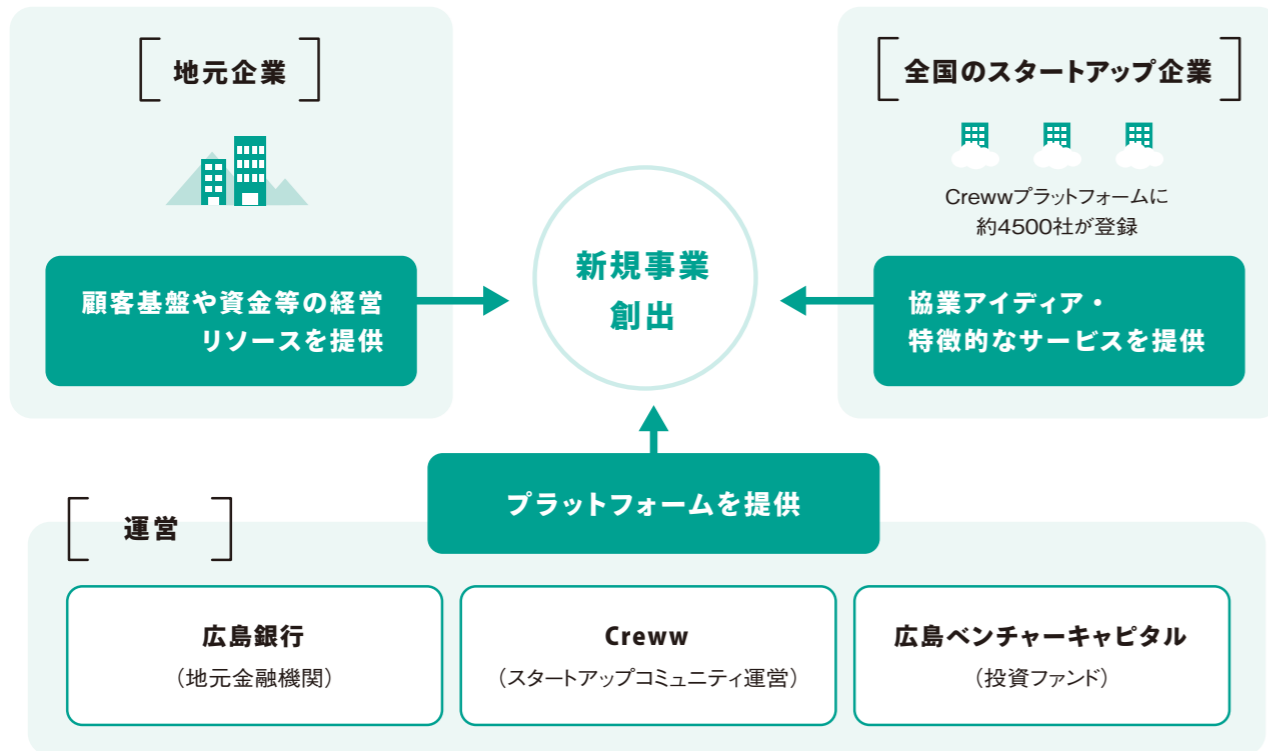 地元企業
全国のスタートアップ企業
Crewwプラットフォームに
約4500社が登録
顧客基盤や資金等の経営
リソースを提供
新規事業
創出
協業アイディア・
特徴的なサービスを提供
プラットフォームを提供
運営
広島銀行
（地元金融機関）
Creww
（スタートアップコミュニティ運営）
広島ベンチャーキャピタル
（投資ファンド）